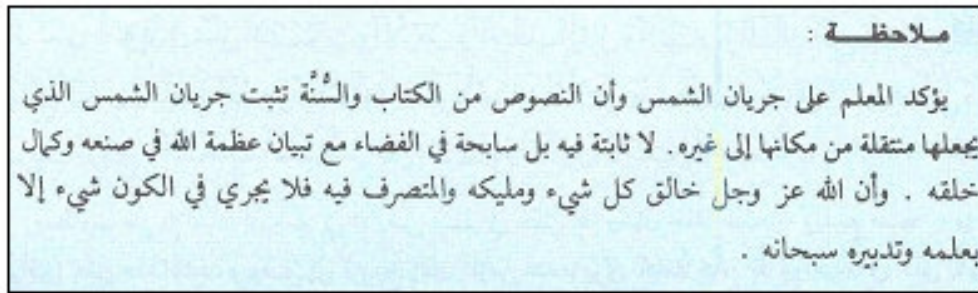 ملاحظة :
يؤكد المعلم على جريان الشمس وأن النصوص من الكتاب والسُّنَّة تثبت جريان الشمس الذي
يجعلها منتقلة من مكانها إلى غيره . لا ثابتة فيه بل سابحة في الفضاء مع تبيان عظمة الله في صنعه وكمال
خلقه . وأن الله عز وجل خالق كل شيء ومليكه والمتصرف فيه فلا يجري في الكون شيء إلا
بعلمه وتدبيره سبحانه .